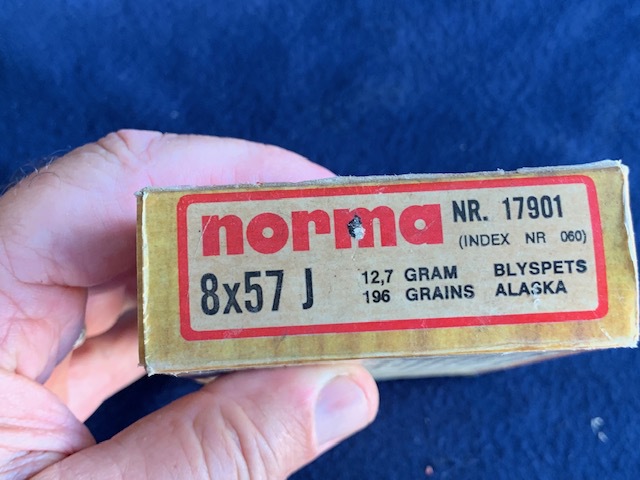 norma NR. 17901
(INDEX NR 060)
8x57 J 12,7 GRAM BLYSPETS
196 GRAINS ALASKA